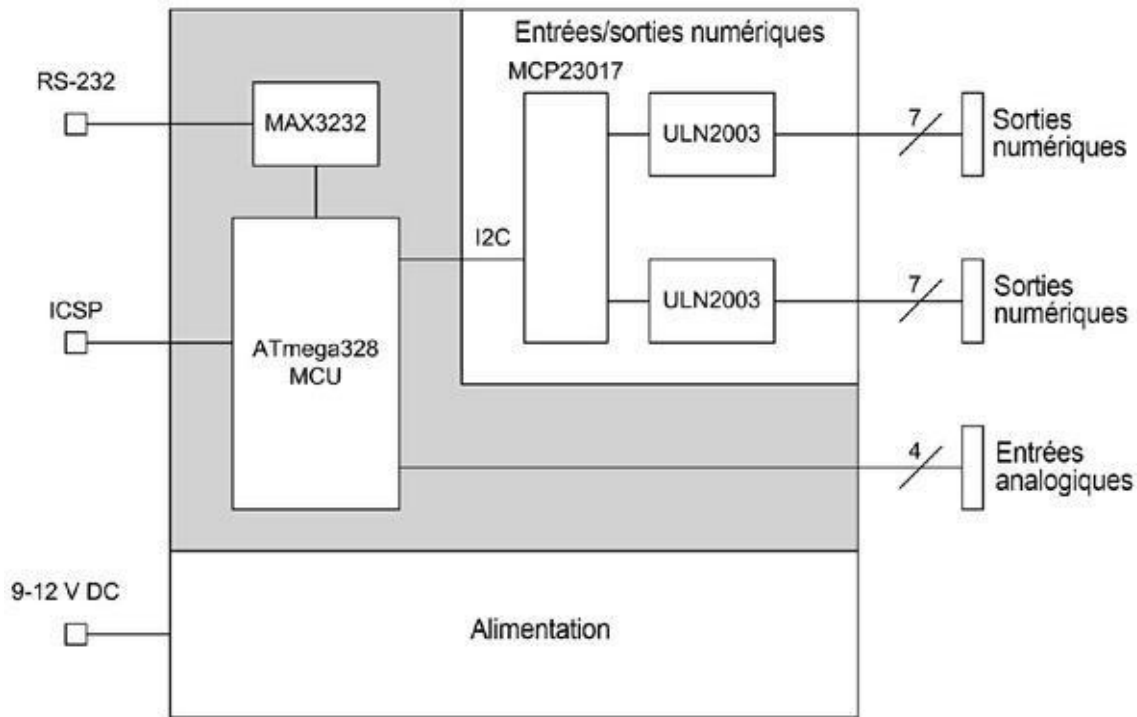 Entrées/sorties numériques
MCP23017
RS-232
MAX3232
ULN2003
7
Sorties
numériques
I2C
ICSP
ATmega328
MCU
ULN2003
7
Sorties
numériques
4
Entrées
analogiques
9-12 V DC
Alimentation